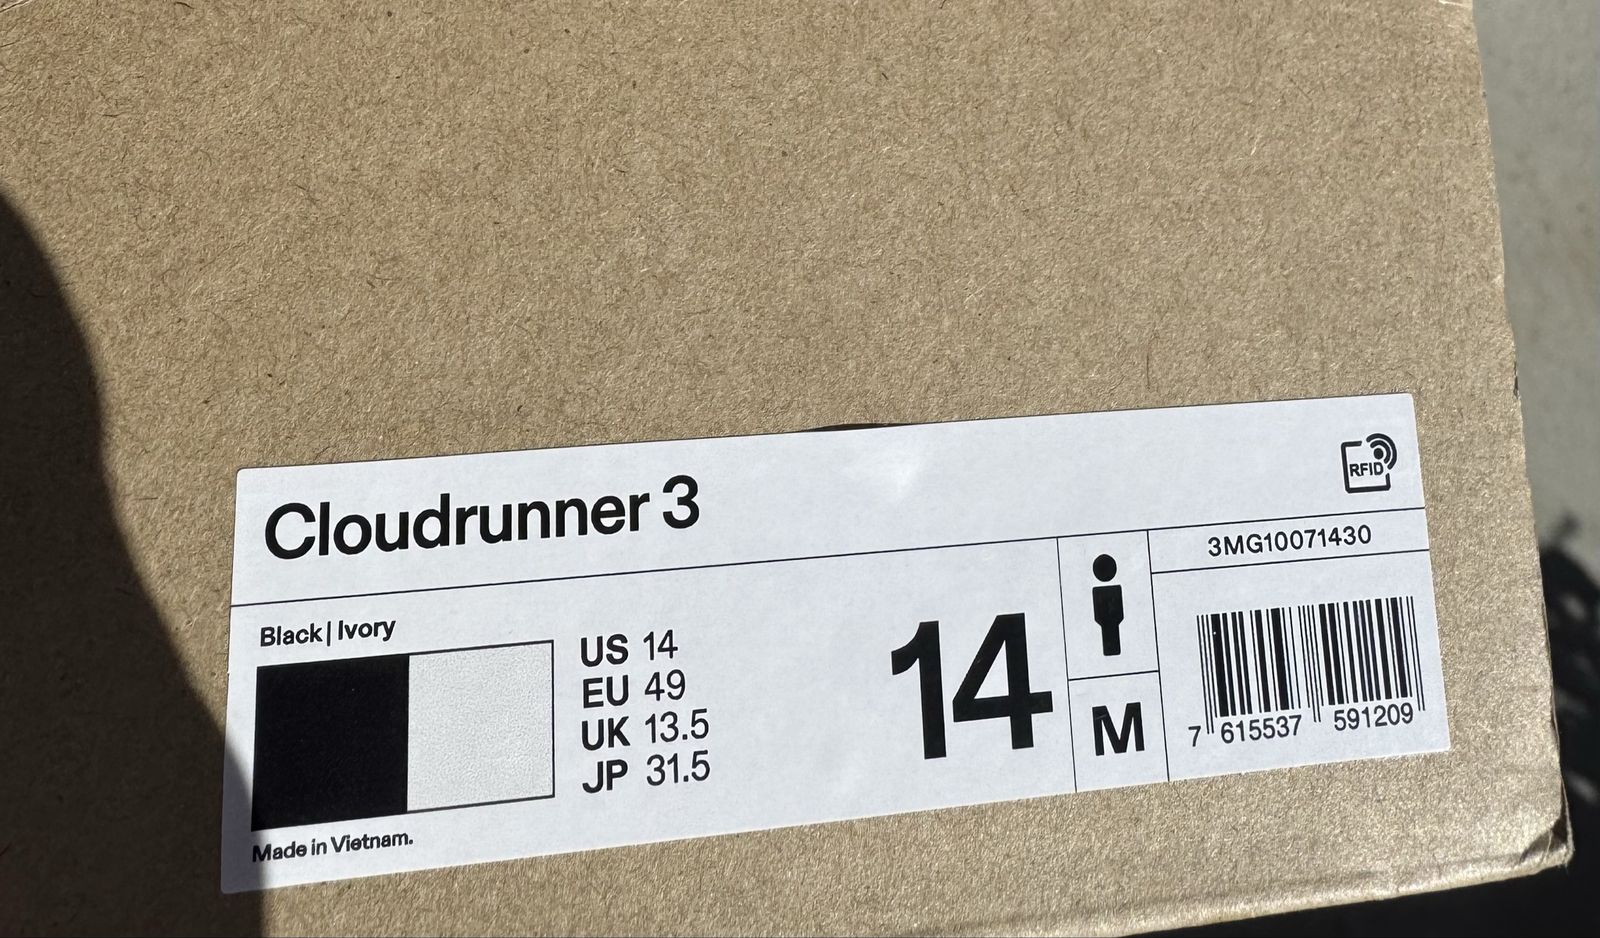 Cloudrunner 3
RFID
3MG10071430
Black | Ivory
US 14
EU 49
UK 13.5
JP 31.5
14
M
7 615537 591209
Made in Vietnam.